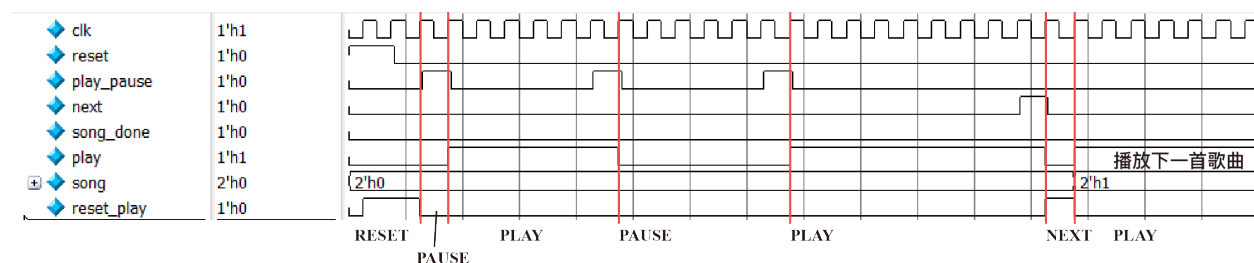 clk 1'h1
reset 1'h0
play_pause 1'h0
next 1'h0
song_done 1'h0
play 1'h1
播放下一首歌曲
song 2'h0 2'h0 2'h1
reset_play 1'h0
RESET PLAY PAUSE PLAY NEXT PLAY
PAUSE